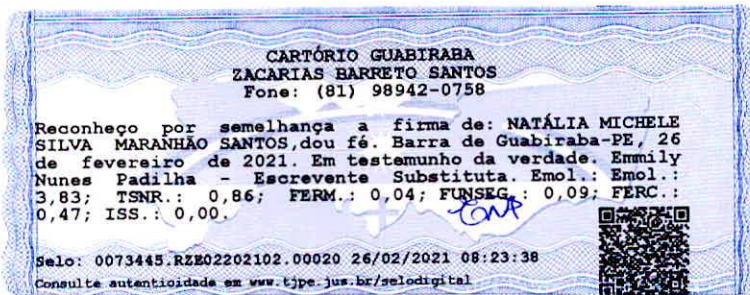 CARTÓRIO GUABIRABA
ZACARIAS BARRETO SANTOS
Fone: (81) 98942-0758
Reconheço por semelhança a firma de: NATÁLIA MICHELE
SILVA MARANHÃO SANTOS,dou fé. Barra de Guabiraba-PE, 26
de fevereiro de 2021. Em testemunho da verdade. Emmily
Nunes Padilha - Escrevente Substituta. Emol.: Emol.:
3,83; TSNR.: 0,86; FERM.: 0,04; FUNSEG.: 0,09; FERC.:
0,47; ISS.: 0,00.
ENP
Selo: 0073445.RZE02202102.00020 26/02/2021 08:23:38
Consulte autenticidade em www.tjpe.jus.br/selodigital